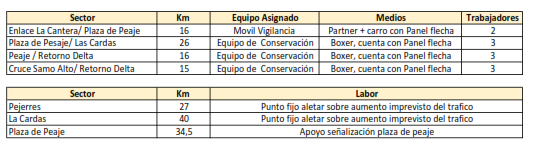 Sector Km Equipo Asignado Medios Trabajadores
Enlace La Cantera/ Plaza de Peaje 16 Movil Vigilancia Partner + carro con Panel flecha 2
Plaza de Pesaje/ Las Cardas 26 Equipo de Conservación Boxer, cuenta con Panel flecha 3
Peaje / Retorno Delta 16 Equipo de Conservación Boxer, cuenta con Panel flecha 3
Cruce Samo Alto/ Retorno Delta 15 Equipo de Conservación Boxer, cuenta con Panel flecha 3
Sector Km Labor
Pejerres 27 Punto fijo aletar sobre aumento imprevisto del trafico
La Cardas 40 Punto fijo aletar sobre aumento imprevisto del trafico
Plaza de Peaje 34,5 Apoyo señalización plaza de peaje